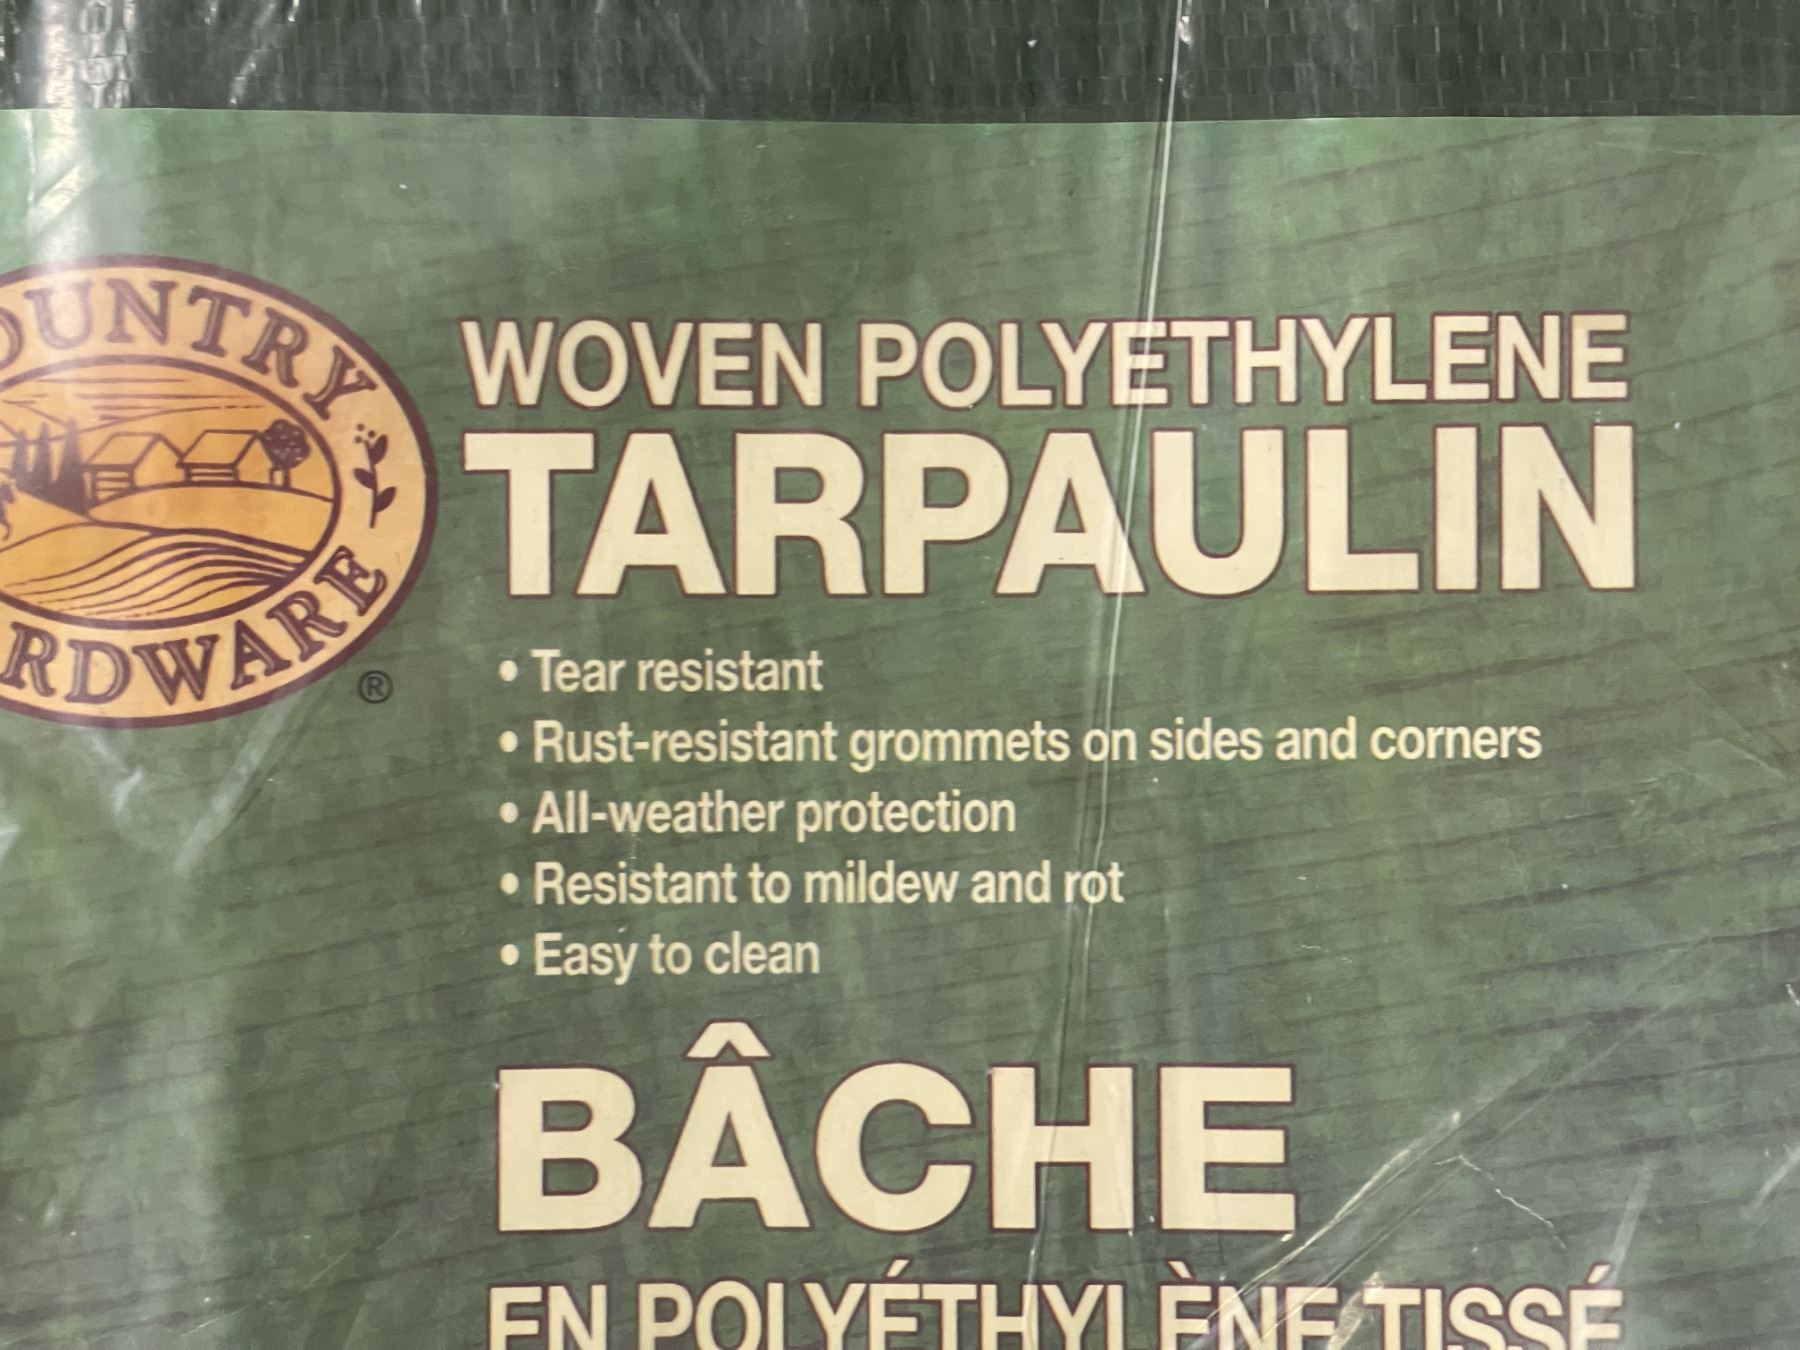 OUNTRY
RDWARE
®
WOVEN POLYETHYLENE
TARPAULIN
• Tear resistant
• Rust-resistant grommets on sides and corners
• All-weather protection
• Resistant to mildew and rot
• Easy to clean
BÂCHE
EN POLYÉTHYLÈNE TISSÉ